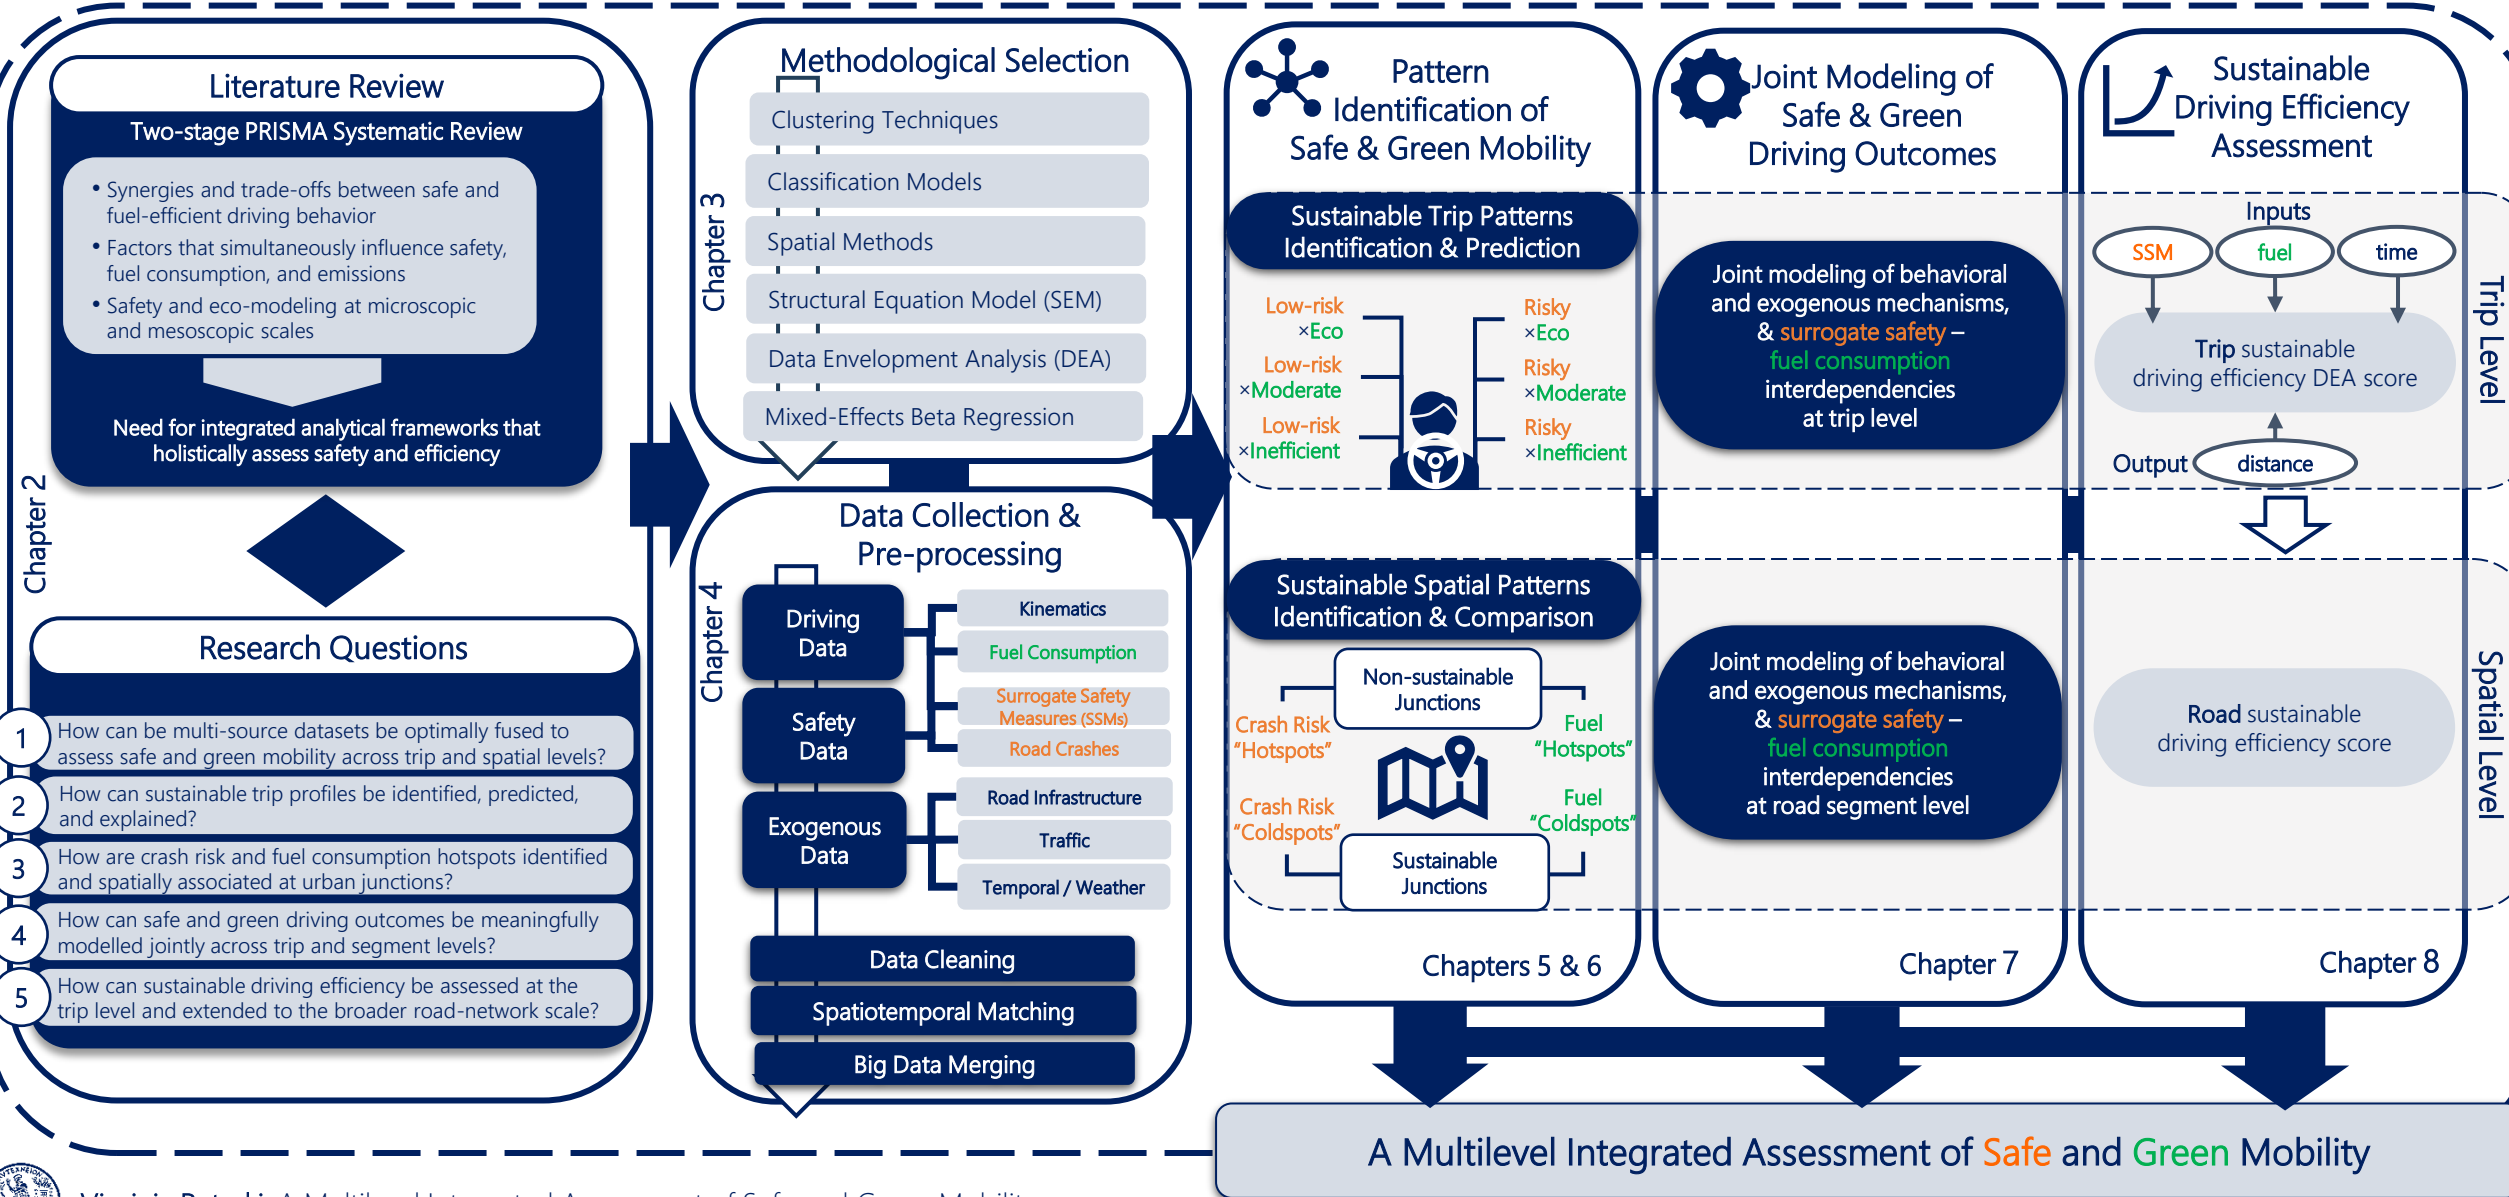 Literature Review
Two-stage PRISMA Systematic Review
• Synergies and trade-offs between safe and
fuel-efficient driving behavior
• Factors that simultaneously influence safety,
fuel consumption, and emissions
• Safety and eco-modeling at microscopic
and mesoscopic scales
Need for integrated analytical frameworks that
holistically assess safety and efficiency
Chapter 2
Research Questions
1
How can be multi-source datasets be optimally fused to
assess safe and green mobility across trip and spatial levels?
2
How can sustainable trip profiles be identified, predicted,
and explained?
3
How are crash risk and fuel consumption hotspots identified
and spatially associated at urban junctions?
4
How can safe and green driving outcomes be meaningfully
modelled jointly across trip and segment levels?
5
How can sustainable driving efficiency be assessed at the
trip level and extended to the broader road-network scale?
Methodological Selection
Chapter 3
Clustering Techniques
Classification Models
Spatial Methods
Structural Equation Model (SEM)
Data Envelopment Analysis (DEA)
Mixed-Effects Beta Regression
Data Collection &
Pre-processing
Chapter 4
Driving
Data
Kinematics
Fuel Consumption
Safety
Data
Surrogate Safety
Measures (SSMs)
Road Crashes
Exogenous
Data
Road Infrastructure
Traffic
Temporal / Weather
Data Cleaning
Spatiotemporal Matching
Big Data Merging
Pattern
Identification of
Safe & Green Mobility
Sustainable Trip Patterns
Identification & Prediction
Low-risk
×Eco
Low-risk
×Moderate
Low-risk
×Inefficient
Risky
×Eco
Risky
×Moderate
Risky
×Inefficient
Sustainable Spatial Patterns
Identification & Comparison
Non-sustainable
Junctions
Crash Risk
“Hotspots”
Fuel
“Hotspots”
Crash Risk
“Coldspots”
Fuel
“Coldspots”
Sustainable
Junctions
Chapters 5 & 6
Joint Modeling of
Safe & Green
Driving Outcomes
Joint modeling of behavioral
and exogenous mechanisms,
& surrogate safety –
fuel consumption
interdependencies
at trip level
Joint modeling of behavioral
and exogenous mechanisms,
& surrogate safety –
fuel consumption
interdependencies
at road segment level
Chapter 7
Sustainable
Driving Efficiency
Assessment
Inputs
SSM
fuel
time
Trip sustainable
driving efficiency DEA score
Output
distance
Trip Level
Road sustainable
driving efficiency score
Spatial Level
Chapter 8
A Multilevel Integrated Assessment of Safe and Green Mobility